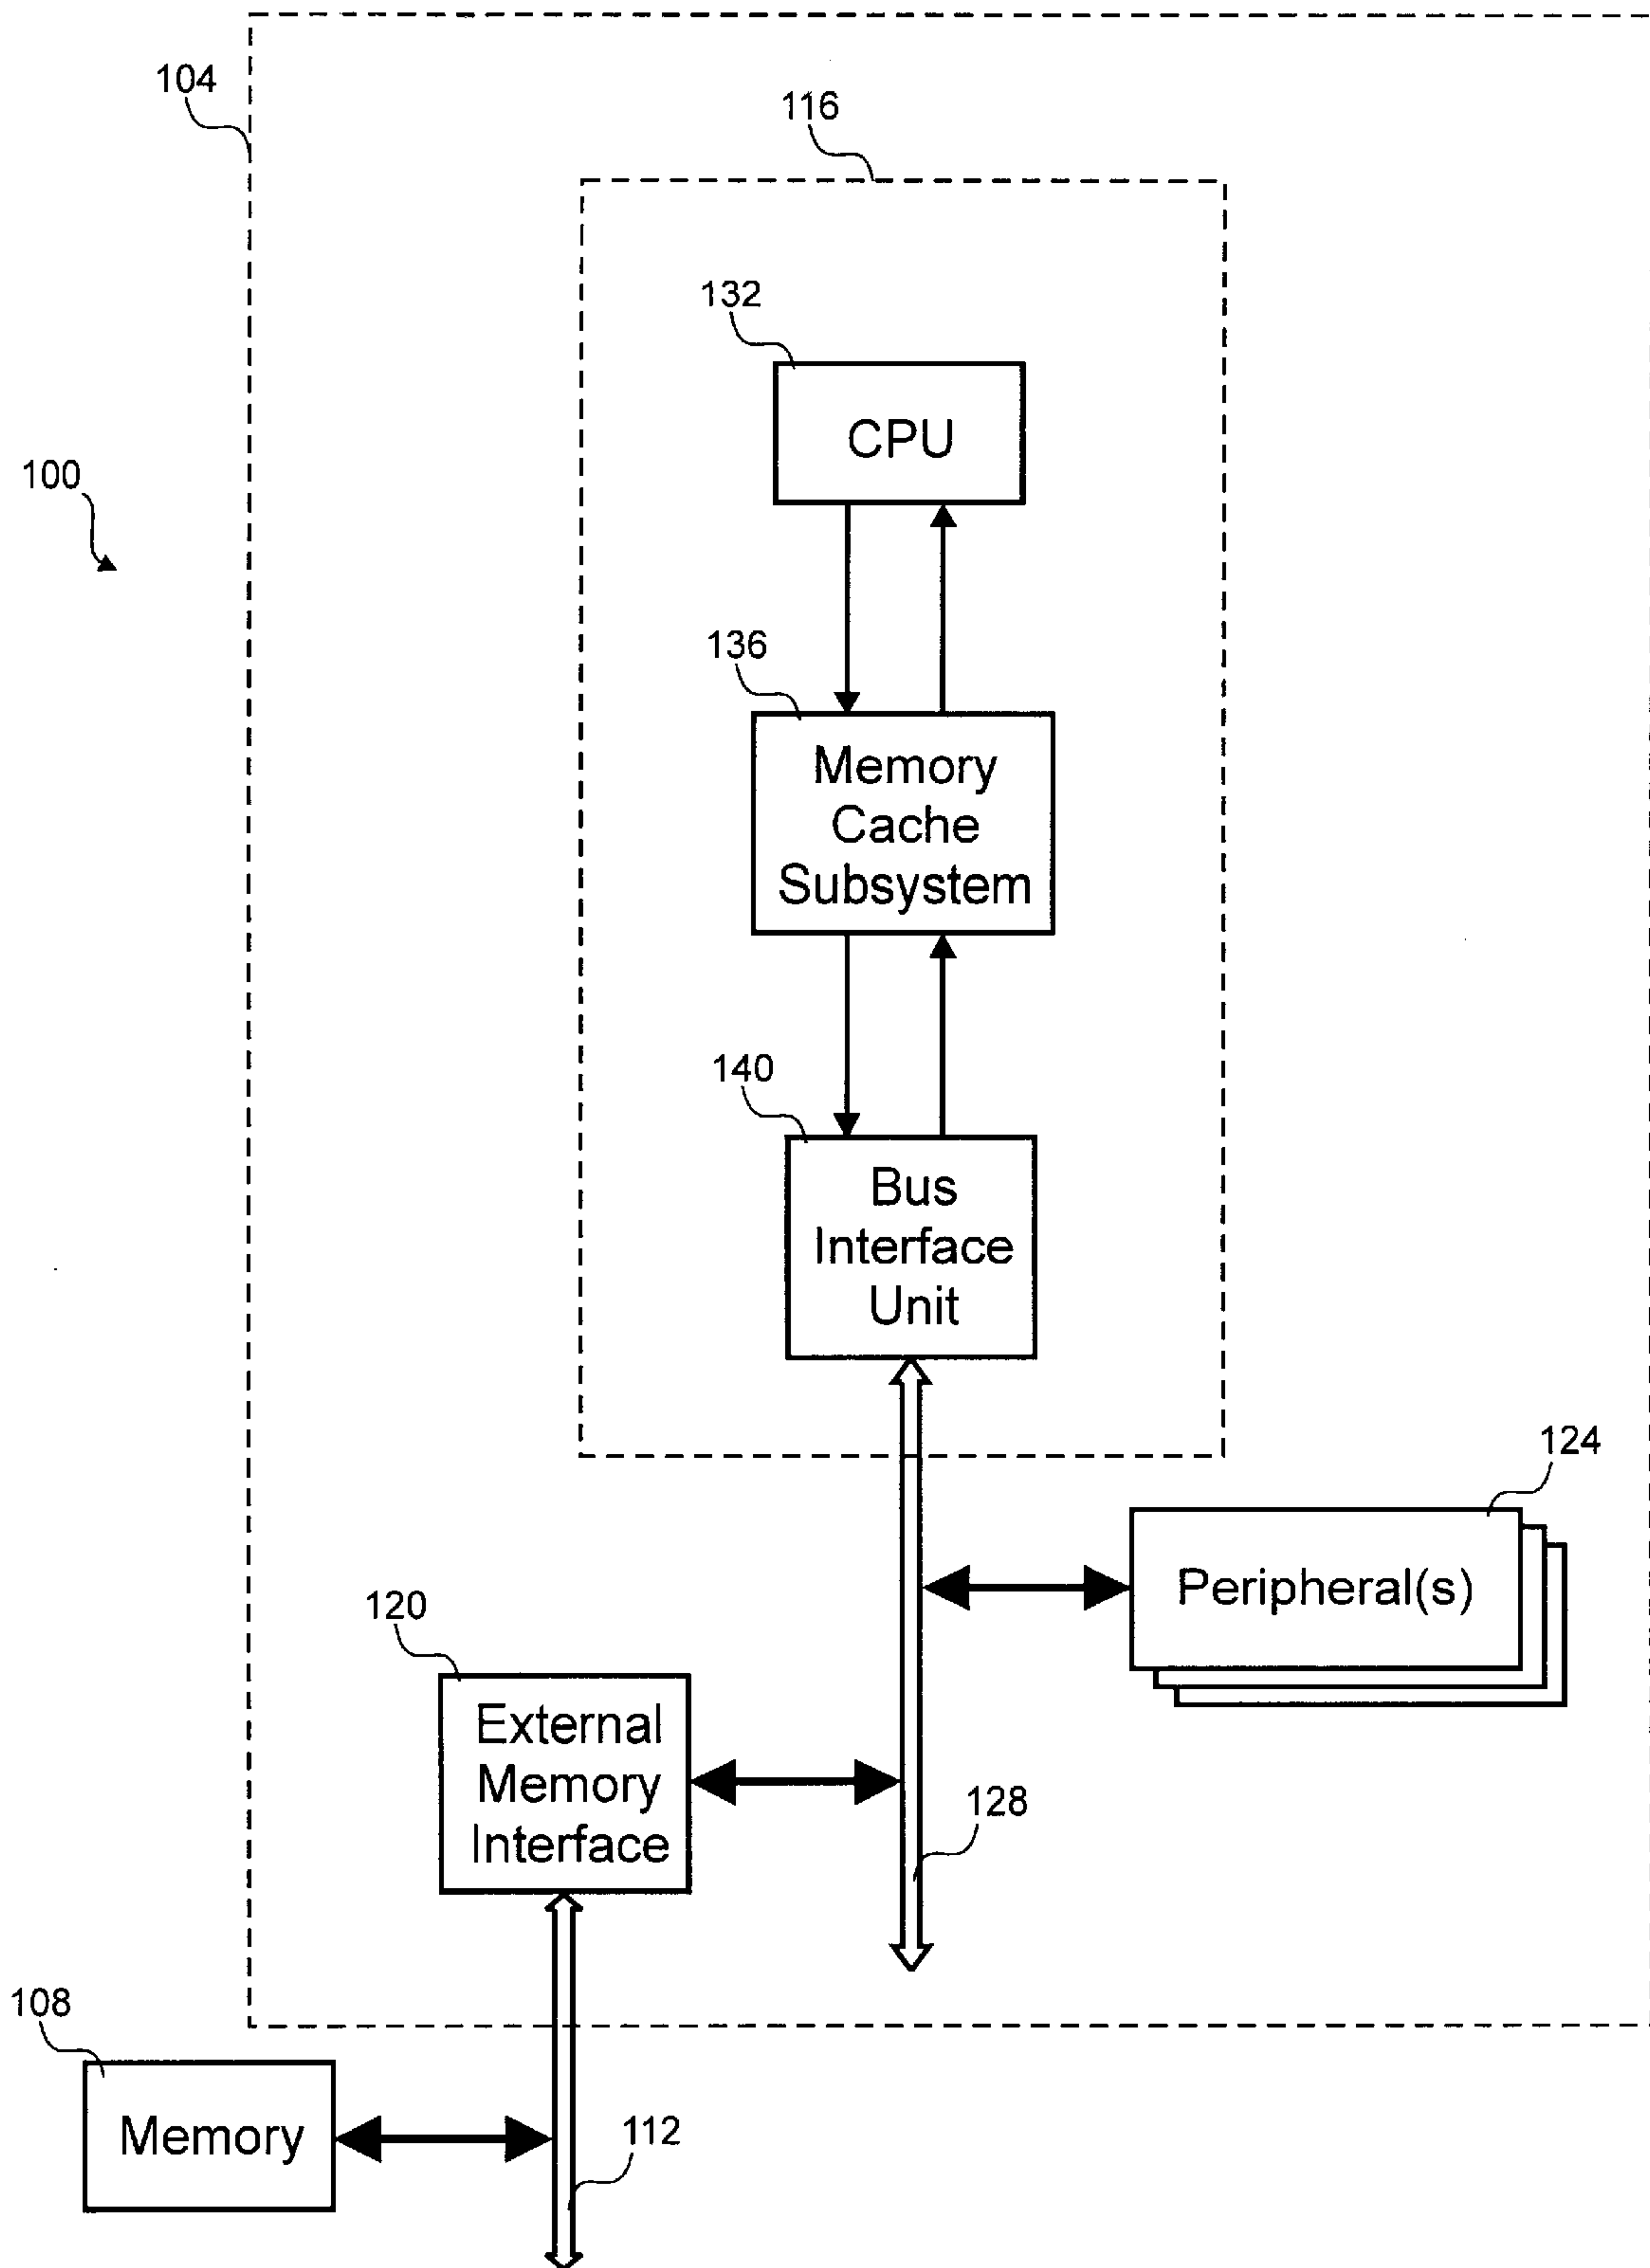 104
116
132
CPU
100
136
Memory
Cache
Subsystem
140
Bus
Interface
Unit
124
Peripheral(s)
120
External
Memory
Interface
128
108
Memory
112